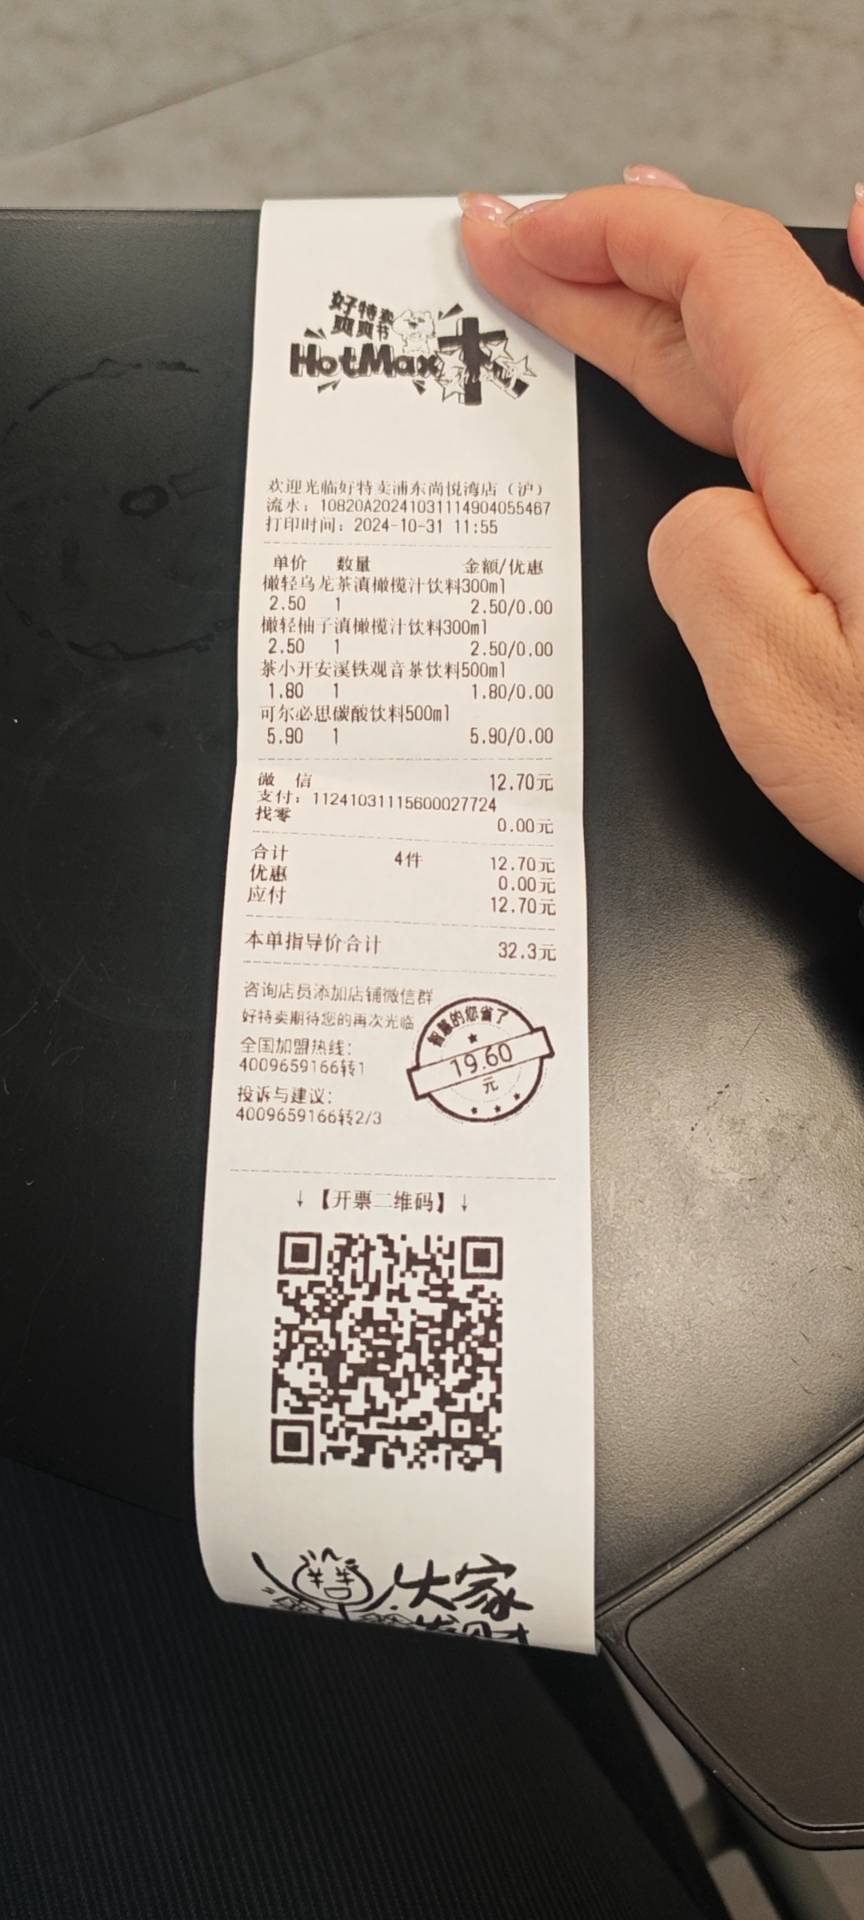 好特卖
爽爽节
HotMax
欢迎光临好特卖浦东尚悦湾店（沪）
流水：10820A20241031114904055467
打印时间：2024-10-31 11:55
单价 数量 金额/优惠
橄轻乌龙茶滇橄榄汁饮料300ml
2.50 1 2.50/0.00
橄轻柚子滇橄榄汁饮料300ml
2.50 1 2.50/0.00
茶小开安溪铁观音茶饮料500ml
1.80 1 1.80/0.00
可尔必思碳酸饮料500ml
5.90 1 5.90/0.00
微 信 12.70元
支付：11241031115600027724
找零 0.00元
合计 4件 12.70元
优惠 0.00元
应付 12.70元
本单指导价合计 32.3元
咨询店员添加店铺微信群
好特卖期待您的再次光临
全国加盟热线：
4009659166转1
投诉与建议：
4009659166转2/3
智慧的您省了
19.60
元
↓【开票二维码】↓
大家